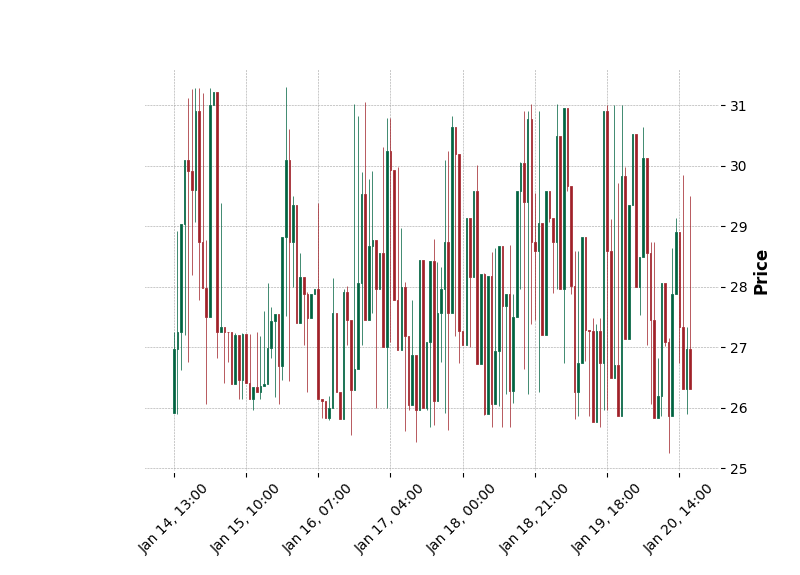 31
30
29
28
27
26
25
Price
Jan 14, 13:00
Jan 15, 10:00
Jan 16, 07:00
Jan 17, 04:00
Jan 18, 00:00
Jan 18, 21:00
Jan 19, 18:00
Jan 20, 14:00